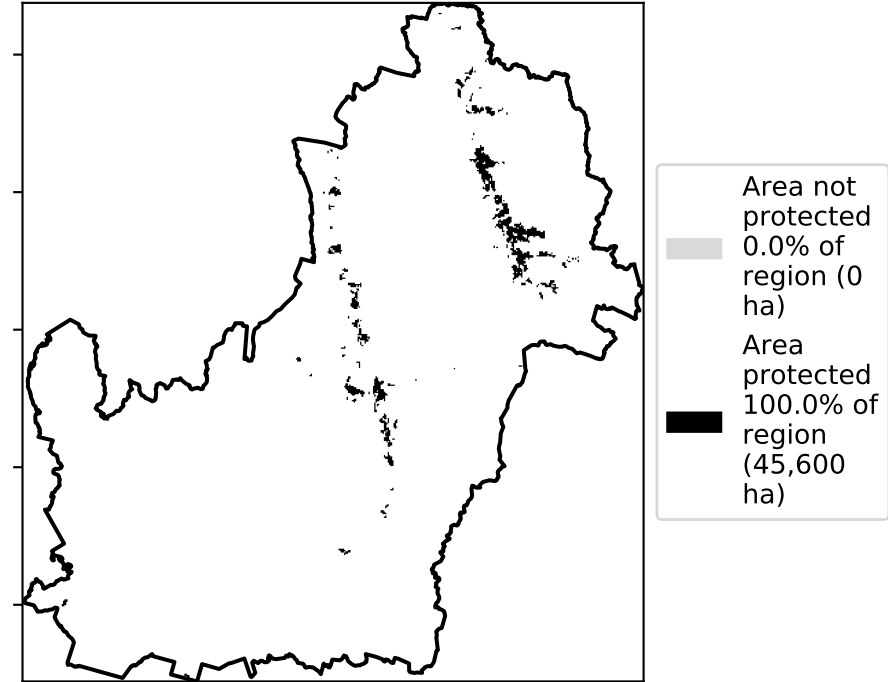 Area not
protected
0.0% of
region (0
ha)
Area
protected
100.0% of
region
(45,600
ha)